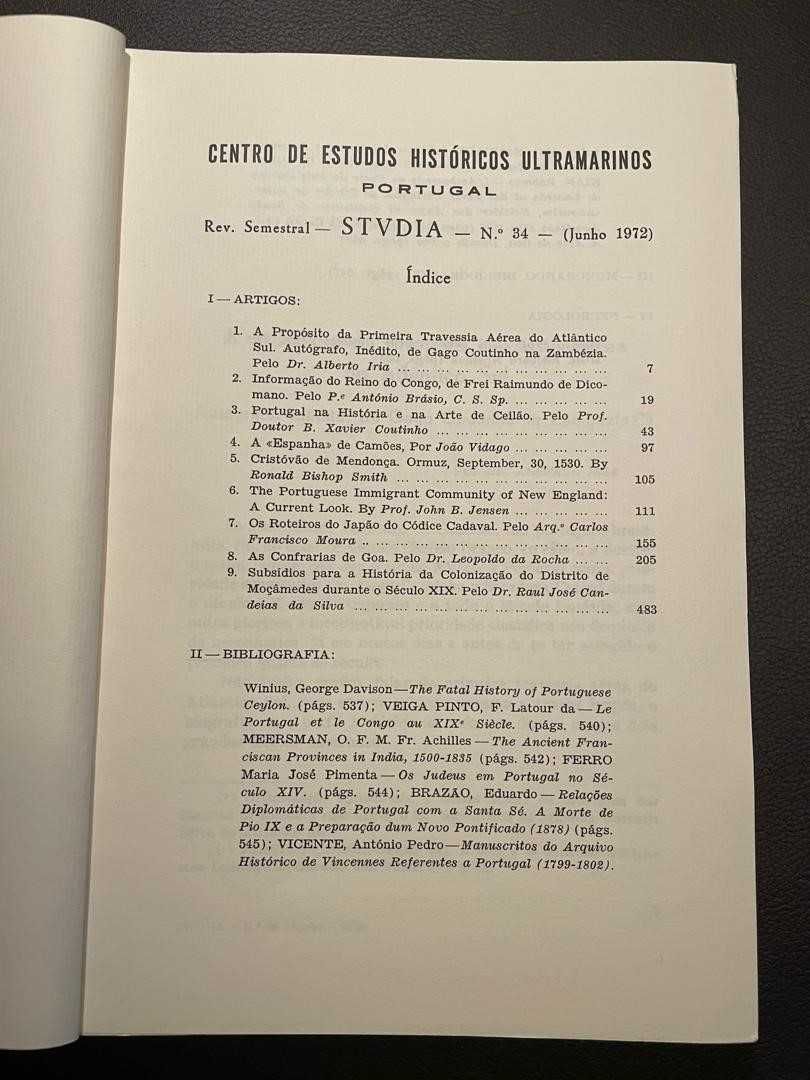 CENTRO DE ESTUDOS HISTÓRICOS ULTRAMARINOS
PORTUGAL
Rev. Semestral — STVDIA — N.º 34 — (Junho 1972)
Índice
I — ARTIGOS:
1. A Propósito da Primeira Travessia Aérea do Atlântico
Sul. Autógrafo, Inédito, de Gago Coutinho na Zambézia.
Pelo Dr. Alberto Iria ... ... ... ... ... ... ... ... ... ... ... ... 7
2. Informação do Reino do Congo, de Frei Raimundo de Dico-
mano. Pelo P.e António Brásio, C. S. Sp. ... ... ... ... ... 19
3. Portugal na História e na Arte de Ceilão. Pelo Prof.
Doutor B. Xavier Coutinho ... ... ... ... ... ... ... ... ... ... 43
4. A «Espanha» de Camões, Por João Vidago ... ... ... ... ... 97
5. Cristóvão de Mendonça. Ormuz, September, 30, 1530. By
Ronald Bishop Smith ... ... ... ... ... ... ... ... ... ... ... ... 105
6. The Portuguese Immigrant Community of New England:
A Current Look. By Prof. John B. Jensen ... ... ... ... ... 111
7. Os Roteiros do Japão do Códice Cadaval. Pelo Arq.º Carlos
Francisco Moura .. ... ... ... ... ... ... ... ... ... ... ... ... ... 155
8. As Confrarias de Goa. Pelo Dr. Leopoldo da Rocha ... ... 205
9. Subsídios para a História da Colonização do Distrito de
Moçâmedes durante o Século XIX. Pelo Dr. Raul José Can-
deias da Silva ... ... ... ... ... ... ... ... ... ... ... ... ... ... 483
II — BIBLIOGRAFIA:
Winius, George Davison — The Fatal History of Portuguese
Ceylon. (págs. 537); VEIGA PINTO, F. Latour da — Le
Portugal et le Congo au XIXe Siècle. (págs. 540);
MEERSMAN, O. F. M. Fr. Achilles — The Ancient Fran-
ciscan Provinces in India, 1500-1835 (págs. 542); FERRO
Maria José Pimenta — Os Judeus em Portugal no Sé-
culo XIV. (págs. 544); BRAZÃO, Eduardo — Relações
Diplomáticas de Portugal com a Santa Sé. A Morte de
Pio IX e a Preparação dum Novo Pontificado (1878) (págs.
545); VICENTE, António Pedro — Manuscritos do Arquivo
Histórico de Vincennes Referentes a Portugal (1799-1802).